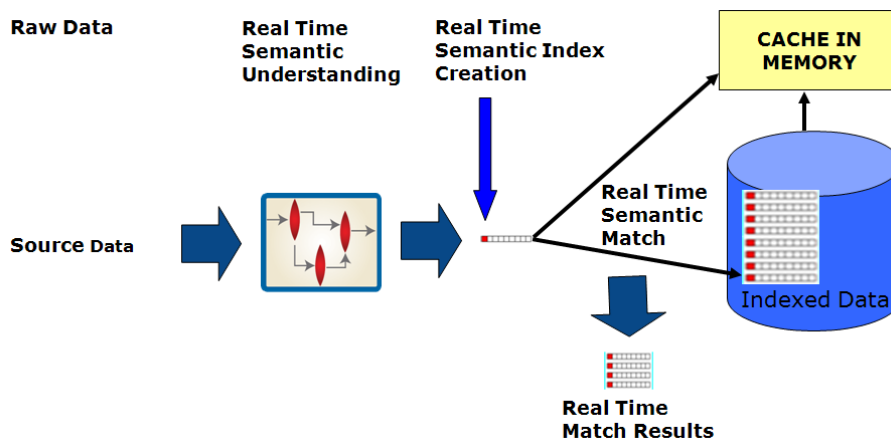 Raw Data
Real Time
Semantic
Understanding
Real Time
Semantic Index
Creation
CACHE IN
MEMORY
Real Time
Semantic
Match
Source Data
Indexed Data
Real Time
Match Results